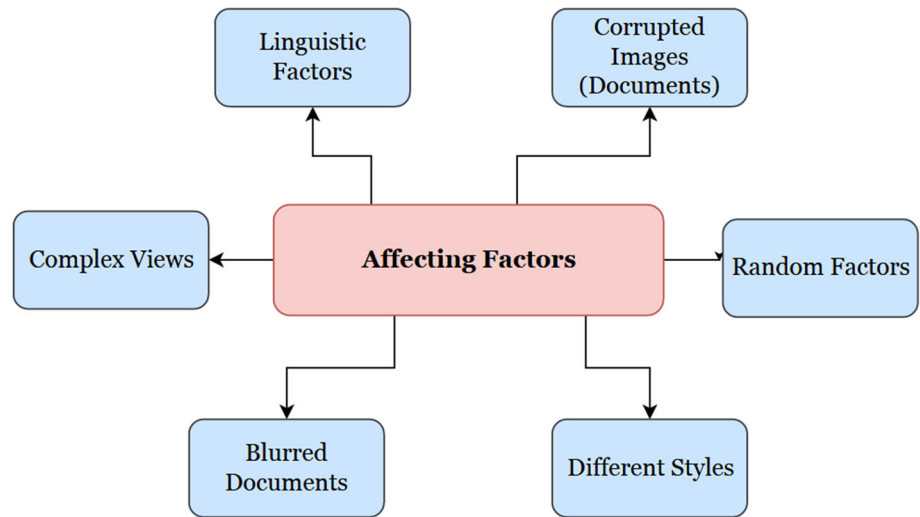 Linguistic
Factors
Corrupted
Images
(Documents)
Complex Views
Affecting Factors
Random Factors
Blurred
Documents
Different Styles